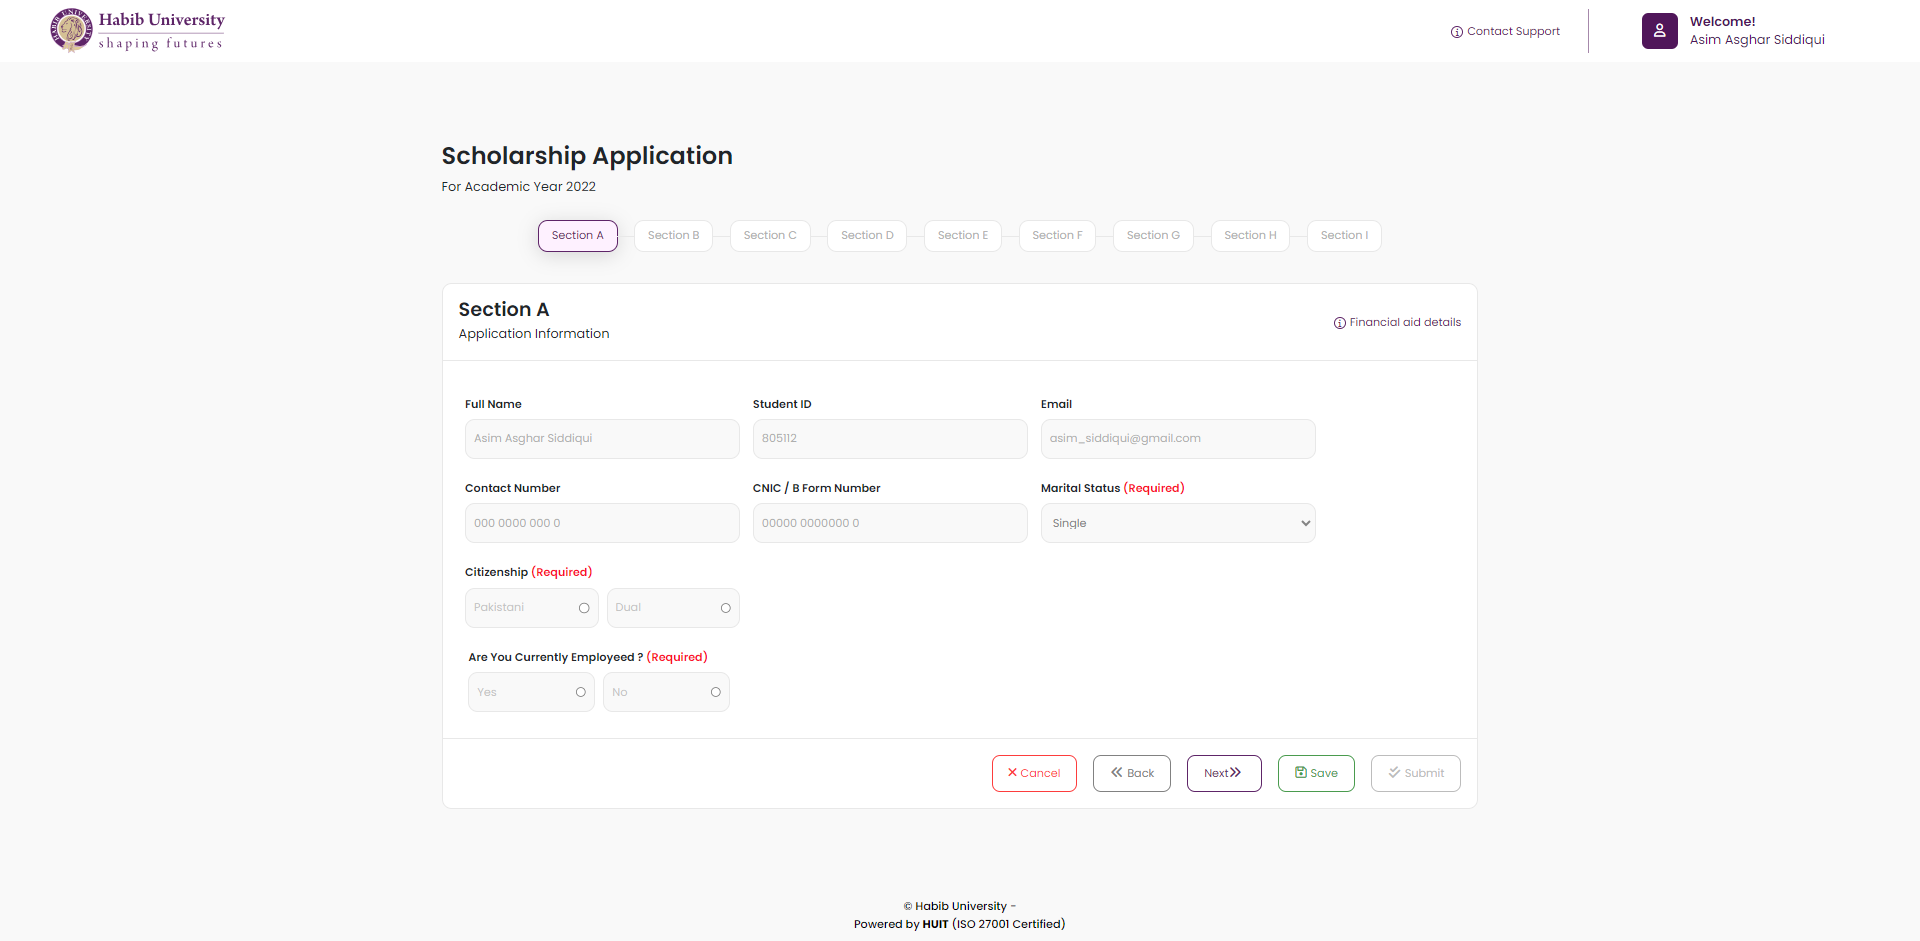 Habib University
shaping futures
Contact Support
Welcome!
Asim Asghar Siddiqui
Scholarship Application
For Academic Year 2022
Section A
Section B
Section C
Section D
Section E
Section F
Section G
Section H
Section I
Section A
Application Information
Financial aid details
Full Name
Student ID
Email
Asim Asghar Siddiqui
805112
asim_siddiqui@gmail.com
Contact Number
CNIC / B Form Number
Marital Status (Required)
000 0000 000 0
00000 0000000 0
Single
Citizenship (Required)
Pakistani
Dual
Are You Currently Employeed ? (Required)
Yes
No
Cancel
Back
Next
Save
Submit
© Habib University -
Powered by HUIT (ISO 27001 Certified)